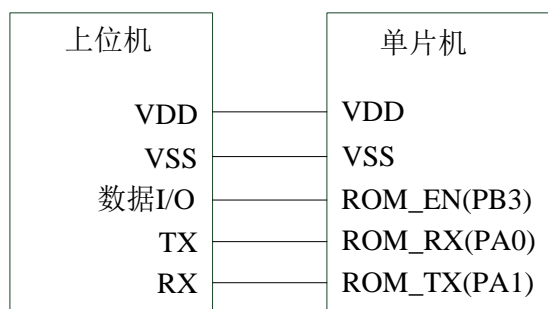 上位机 单片机
VDD VDD
VSS VSS
数据I/O ROM_EN(PB3)
TX ROM_RX(PA0)
RX ROM_TX(PA1)